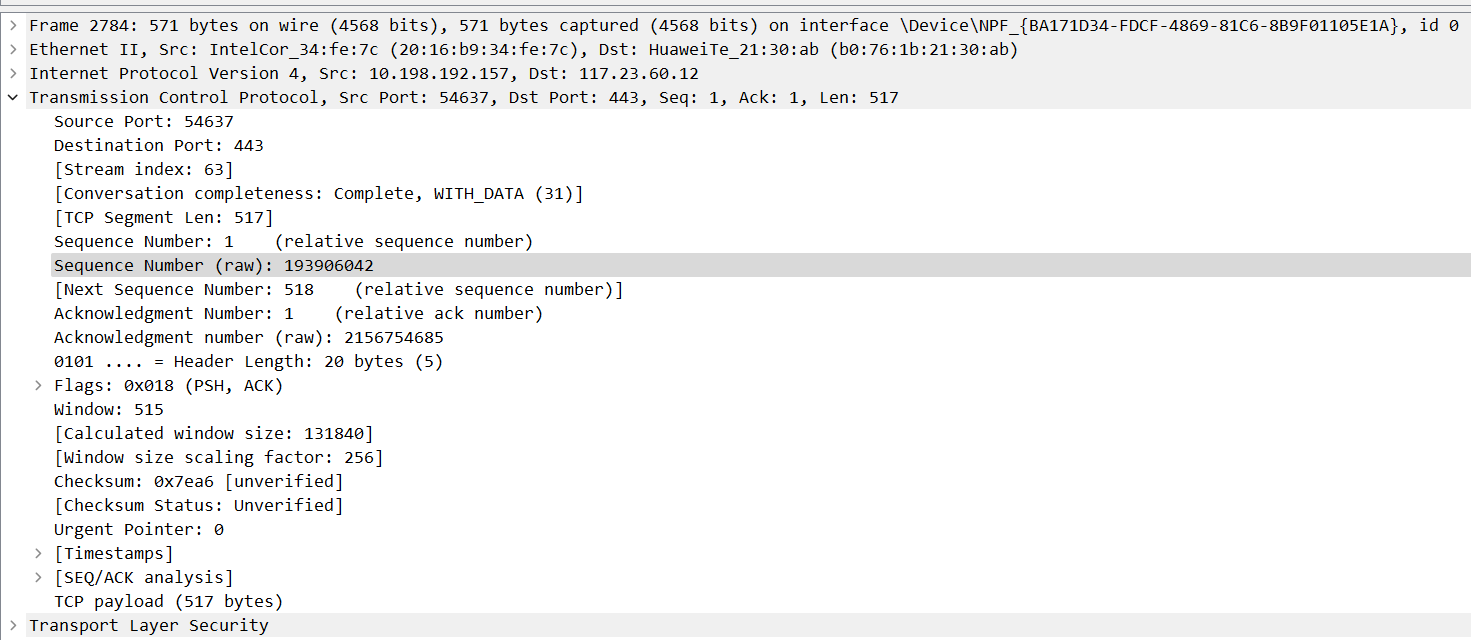 Frame 2784: 571 bytes on wire (4568 bits), 571 bytes captured (4568 bits) on interface \Device\NPF_{BA171D34-FDCF-4869-81C6-8B9F01105E1A}, id 0
Ethernet II, Src: IntelCor_34:fe:7c (20:16:b9:34:fe:7c), Dst: HuaweiTe_21:30:ab (b0:76:1b:21:30:ab)
Internet Protocol Version 4, Src: 10.198.192.157, Dst: 117.23.60.12
Transmission Control Protocol, Src Port: 54637, Dst Port: 443, Seq: 1, Ack: 1, Len: 517
Source Port: 54637
Destination Port: 443
[Stream index: 63]
[Conversation completeness: Complete, WITH_DATA (31)]
[TCP Segment Len: 517]
Sequence Number: 1    (relative sequence number)
Sequence Number (raw): 193906042
[Next Sequence Number: 518    (relative sequence number)]
Acknowledgment Number: 1    (relative ack number)
Acknowledgment number (raw): 2156754685
0101 .... = Header Length: 20 bytes (5)
Flags: 0x018 (PSH, ACK)
Window: 515
[Calculated window size: 131840]
[Window size scaling factor: 256]
Checksum: 0x7ea6 [unverified]
[Checksum Status: Unverified]
Urgent Pointer: 0
[Timestamps]
[SEQ/ACK analysis]
TCP payload (517 bytes)
Transport Layer Security